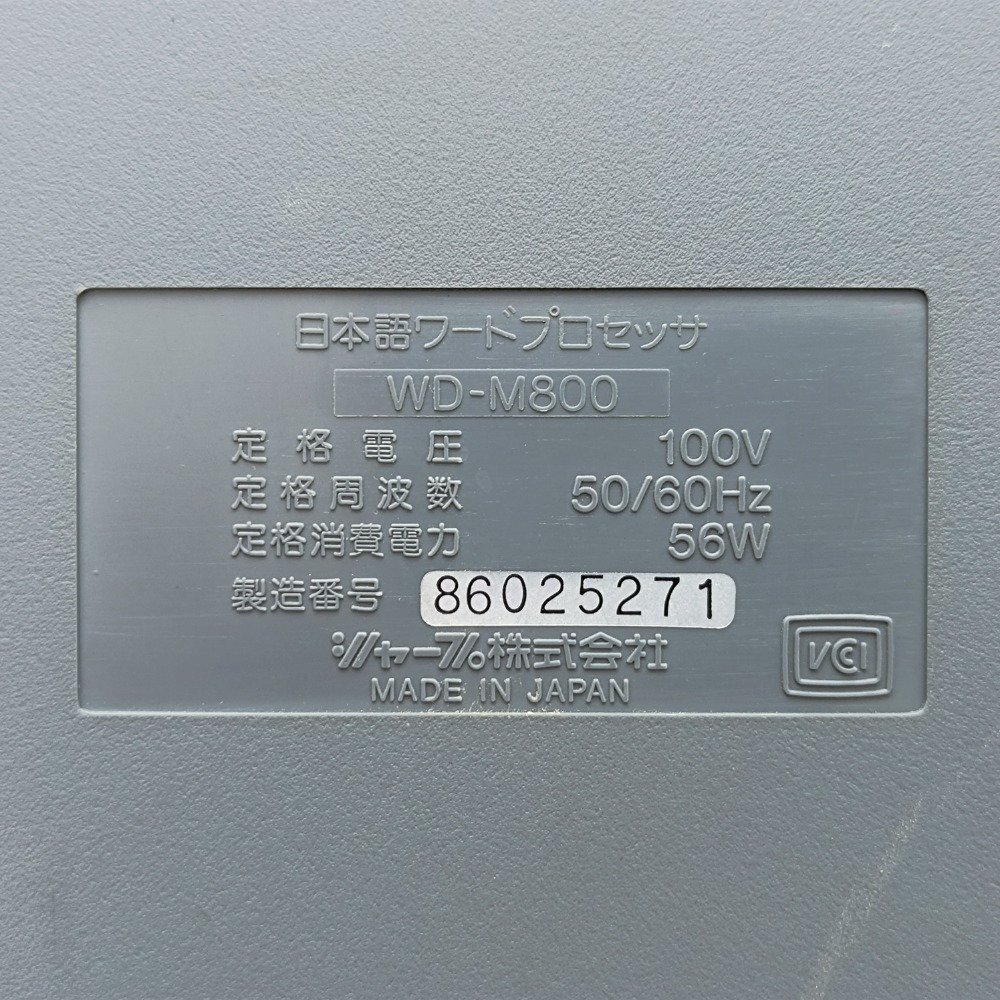 日本語ワードプロセッサ
WD-M800
定格電圧 100V
定格周波数 50/60Hz
定格消費電力 56W
製造番号 86025271
シャープ株式会社
MADE IN JAPAN
VCI